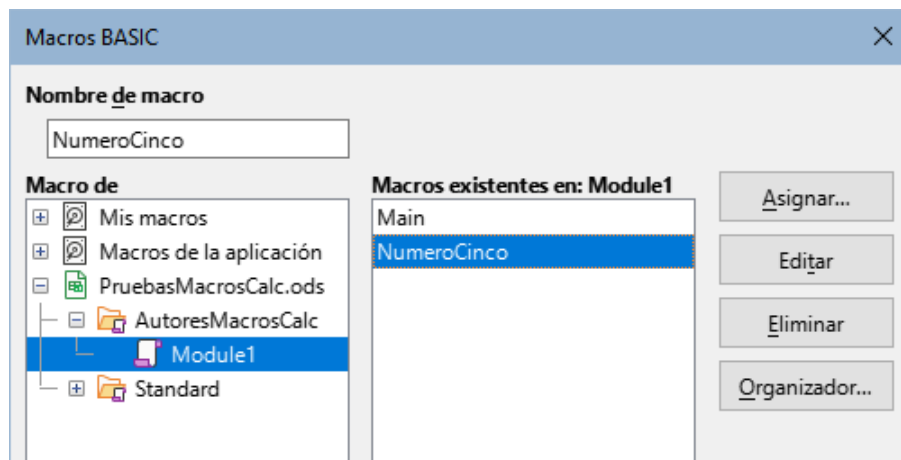 Macros BASIC
Nombre de macro
NumeroCinco
Macro de
Mis macros
Macros de la aplicación
PruebasMacrosCalc.ods
AutoresMacrosCalc
Module1
Standard
Macros existentes en: Module1
Main
NumeroCinco
Asignar...
Editar
Eliminar
Organizador...